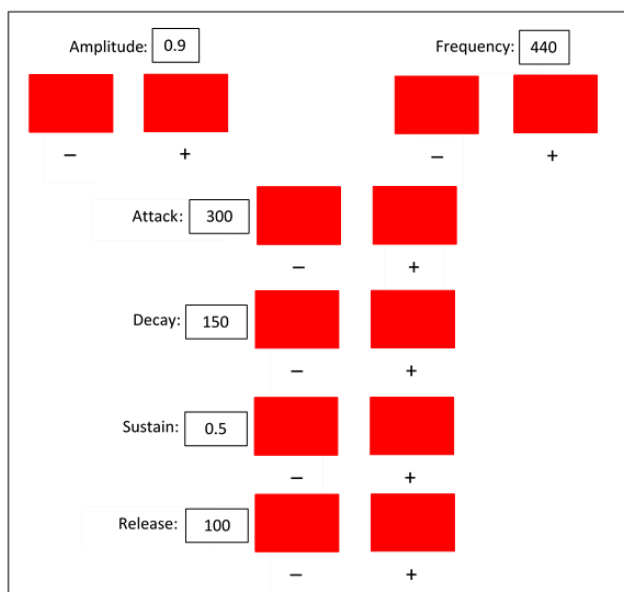 Amplitude: 0.9
Frequency: 440
– +
– +
Attack: 300
– +
Decay: 150
– +
Sustain: 0.5
– +
Release: 100
– +